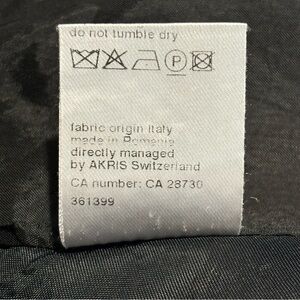 do not tumble dry
P
fabric origin Italy
made in Romania
directly managed
by AKRIS Switzerland
CA number: CA 28730
361399